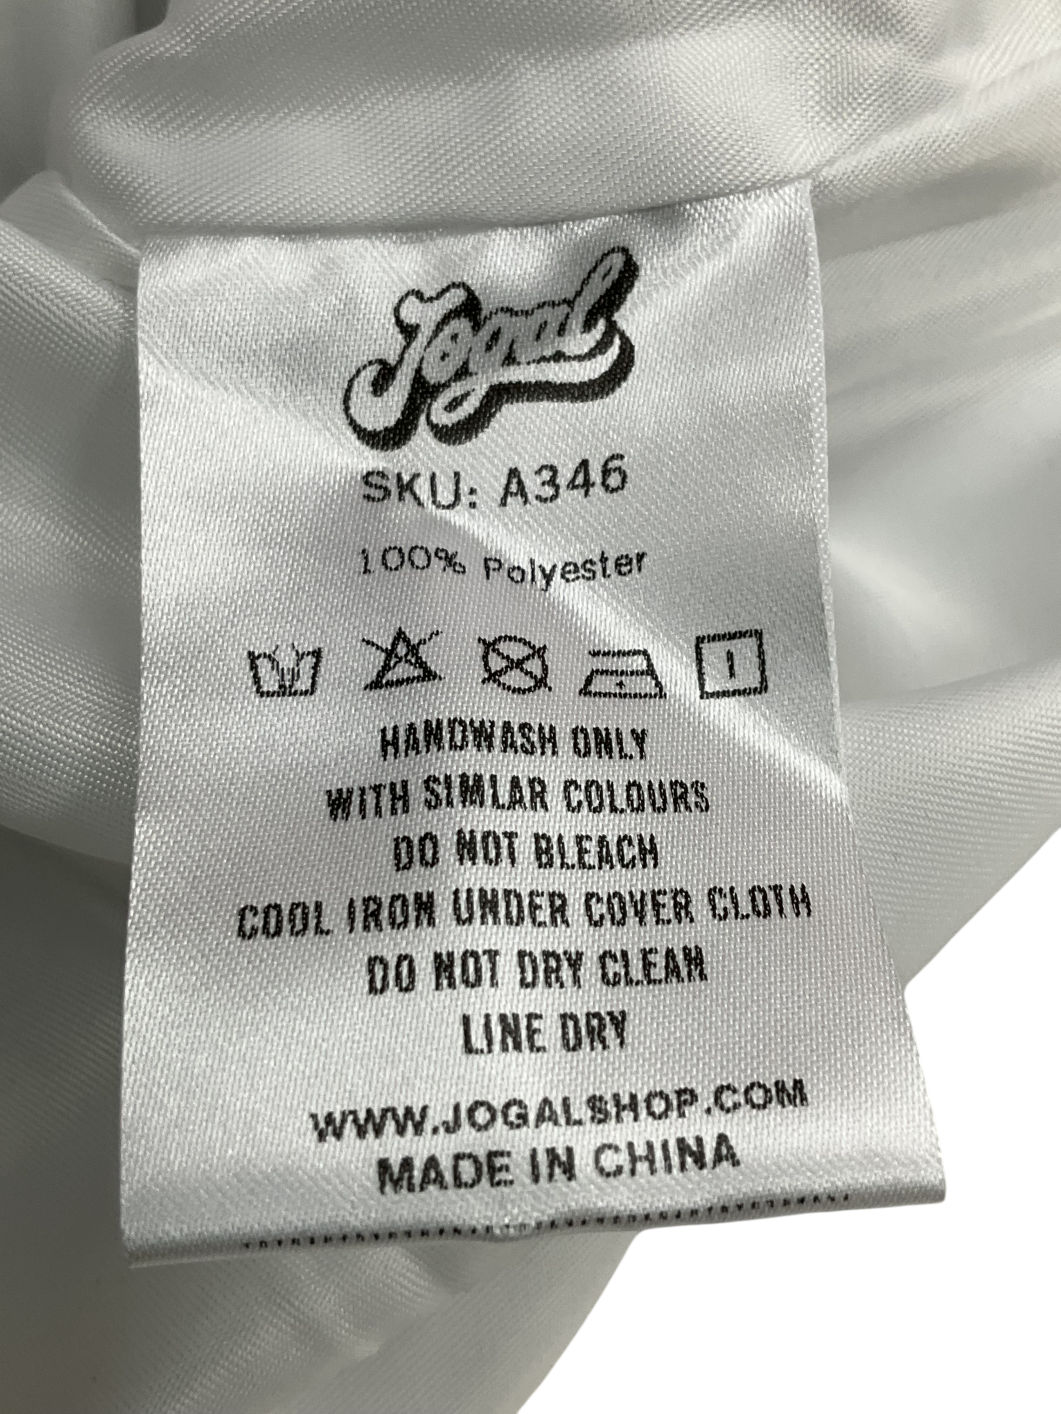 Jogal
SKU: A346
100% Polyester
HANDWASH ONLY
WITH SIMLAR COLOURS
DO NOT BLEACH
COOL IRON UNDER COVER CLOTH
DO NOT DRY CLEAN
LINE DRY
WWW.JOGALSHOP.COM
MADE IN CHINA